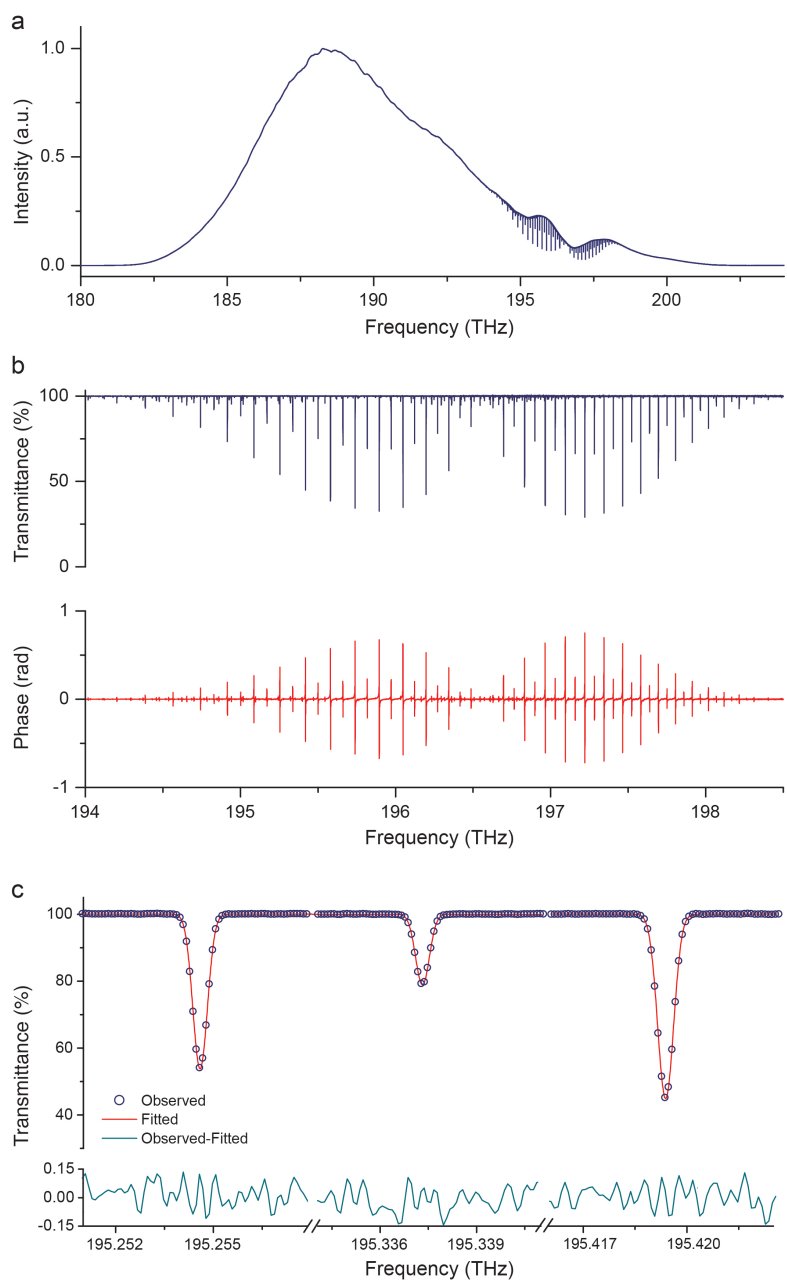 a
1.0
0.5
0.0
Intensity (a.u.)
180 185 190 195 200
Frequency (THz)
b
100
50
0
Transmittance (%)
1
0
-1
Phase (rad)
194 195 196 197 198
Frequency (THz)
c
100
80
60
40
Transmittance (%)
Observed
Fitted
Observed-Fitted
0.15
0.00
-0.15
195.252 195.255 195.336 195.339 195.417 195.420
Frequency (THz)